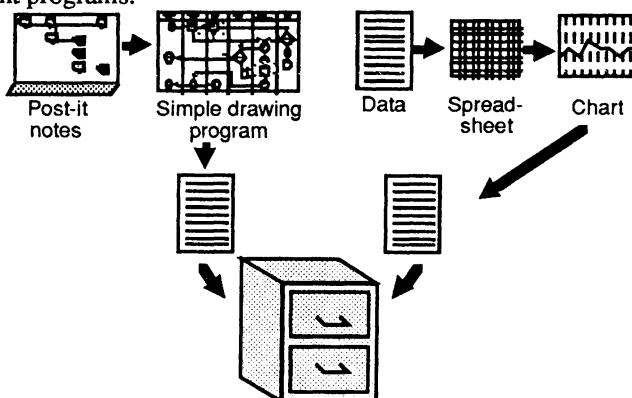 nt programs.
Post-it
notes
Simple drawing
program
Data
Spread-
sheet
Chart